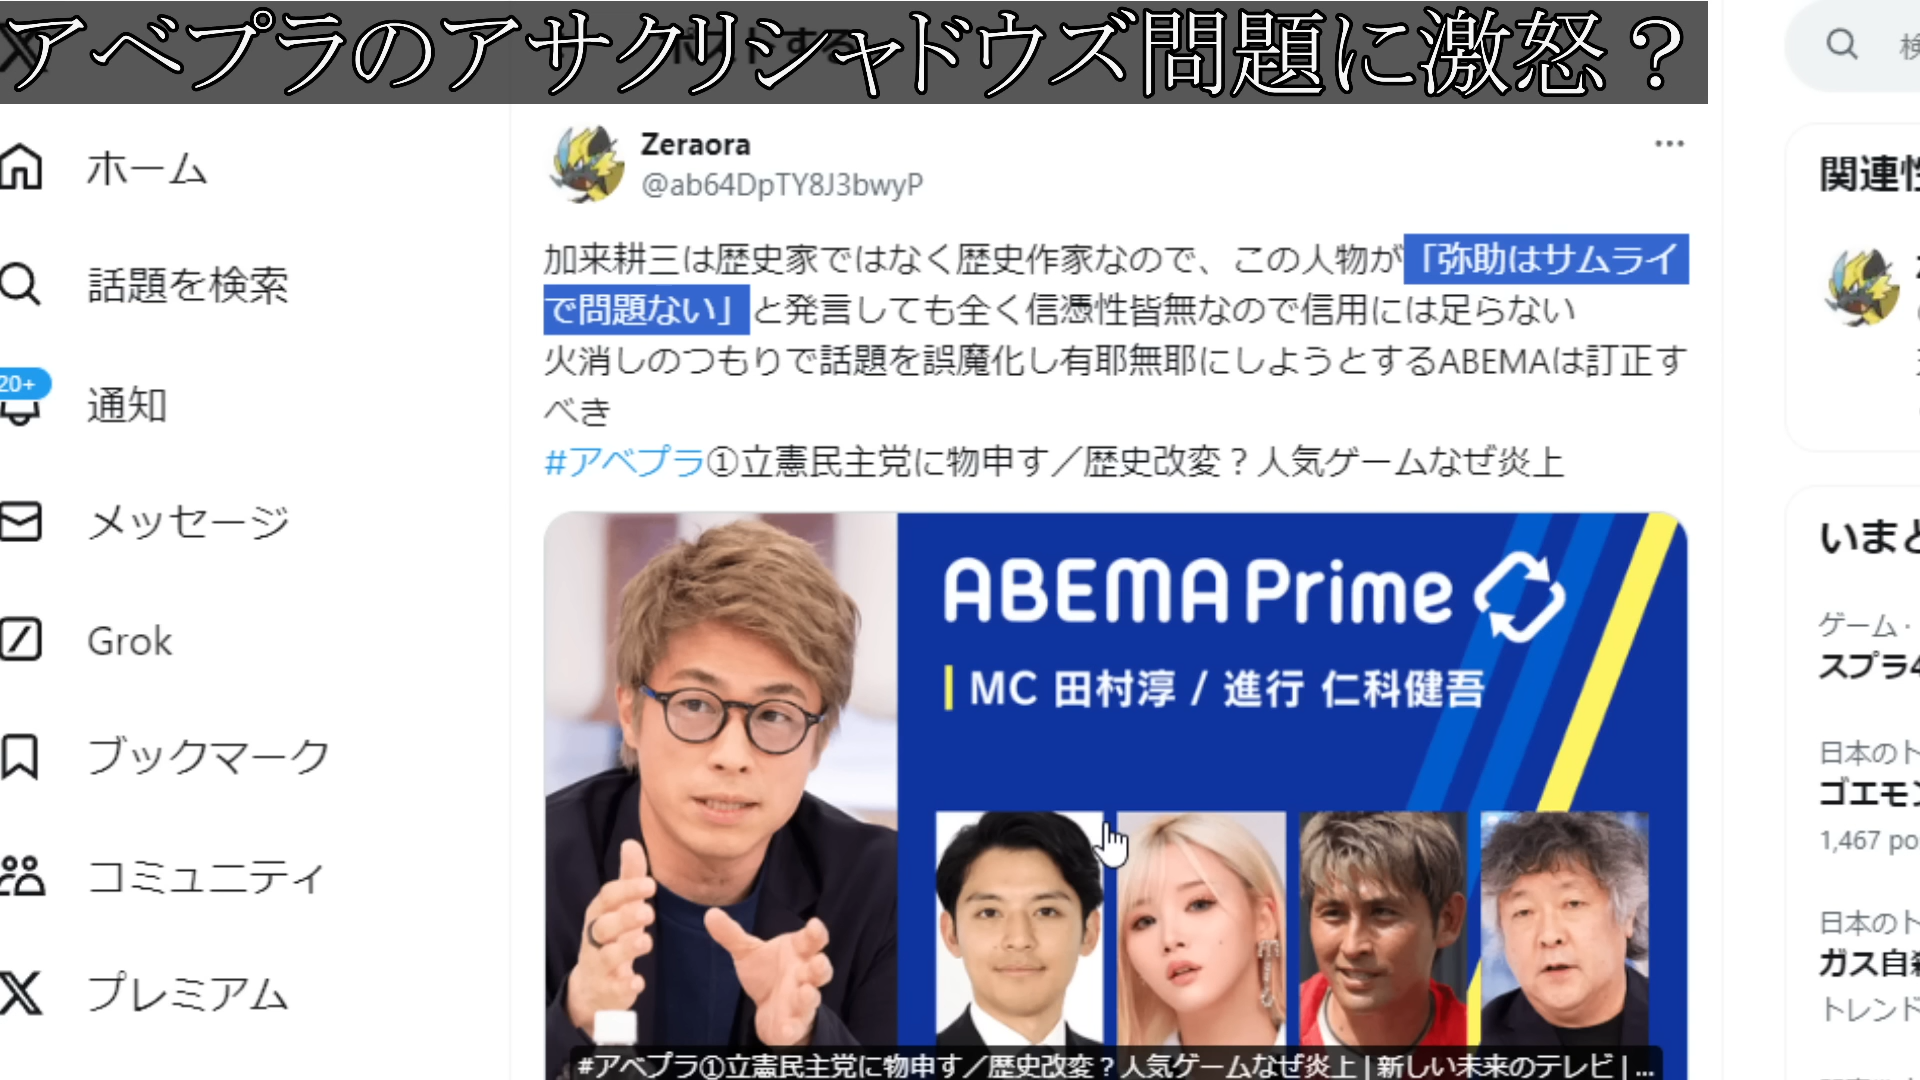 アベプラのアサクリシャドウズ問題に激怒？
ホーム
話題を検索
20+
通知
メッセージ
Grok
ブックマーク
コミュニティ
プレミアム
Zeraora
@ab64DpTY8J3bwyP
加来耕三は歴史家ではなく歴史作家なので、この人物が「弥助はサムライ
で問題ない」と発言しても全く信憑性皆無なので信用には足らない
火消しのつもりで話題を誤魔化し有耶無耶にしようとするABEMAは訂正す
べき
#アベプラ①立憲民主党に物申す／歴史改変？人気ゲームなぜ炎上
ABEMA Prime
MC 田村淳 / 進行 仁科健吾
#アベプラ①立憲民主党に物申す／歴史改変？人気ゲームなぜ炎上 | 新しい未来のテレビ | ...
関連性
いまど
ゲーム ·
スプラ4
日本のト
ゴエモン
1,467 po
日本のト
ガス自殺
トレンド